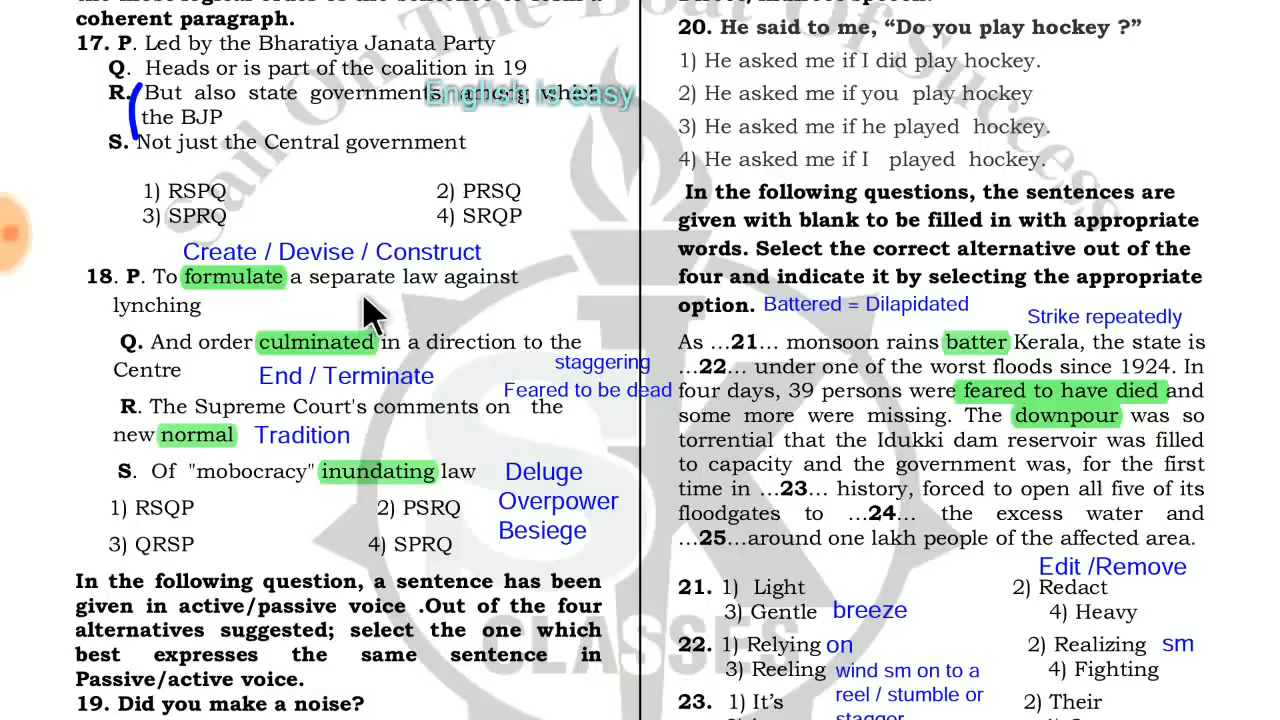 coherent paragraph.
17. P. Led by the Bharatiya Janata Party
Q. Heads or is part of the coalition in 19
R. But also state governments, among which
the BJP
S. Not just the Central government
English is easy
1) RSPQ 2) PRSQ
3) SPRQ 4) SRQP
Create / Devise / Construct
18. P. To formulate a separate law against
lynching
Q. And order culminated in a direction to the
Centre
End / Terminate
R. The Supreme Court's comments on the
new normal Tradition
S. Of "mobocracy" inundating law
Deluge
Overpower
Besiege
1) RSQP 2) PSRQ
3) QRSP 4) SPRQ
In the following question, a sentence has been
given in active/passive voice .Out of the four
alternatives suggested; select the one which
best expresses the same sentence in
Passive/active voice.
19. Did you make a noise?
20. He said to me, “Do you play hockey ?”
1) He asked me if I did play hockey.
2) He asked me if you play hockey
3) He asked me if he played hockey.
4) He asked me if I played hockey.
In the following questions, the sentences are
given with blank to be filled in with appropriate
words. Select the correct alternative out of the
four and indicate it by selecting the appropriate
option. Battered = Dilapidated
Strike repeatedly
As ...21... monsoon rains batter Kerala, the state is
staggering
...22... under one of the worst floods since 1924. In
Feared to be dead
four days, 39 persons were feared to have died and
some more were missing. The downpour was so
torrential that the Idukki dam reservoir was filled
to capacity and the government was, for the first
time in ...23... history, forced to open all five of its
floodgates to ...24... the excess water and
...25...around one lakh people of the affected area.
Edit /Remove
21. 1) Light 2) Redact
3) Gentle breeze 4) Heavy
22. 1) Relying on 2) Realizing sm
3) Reeling 4) Fighting
wind sm on to a
reel / stumble or
stagger
23. 1) It’s 2) Their
Sail On The Boat Of Success
CLASSES